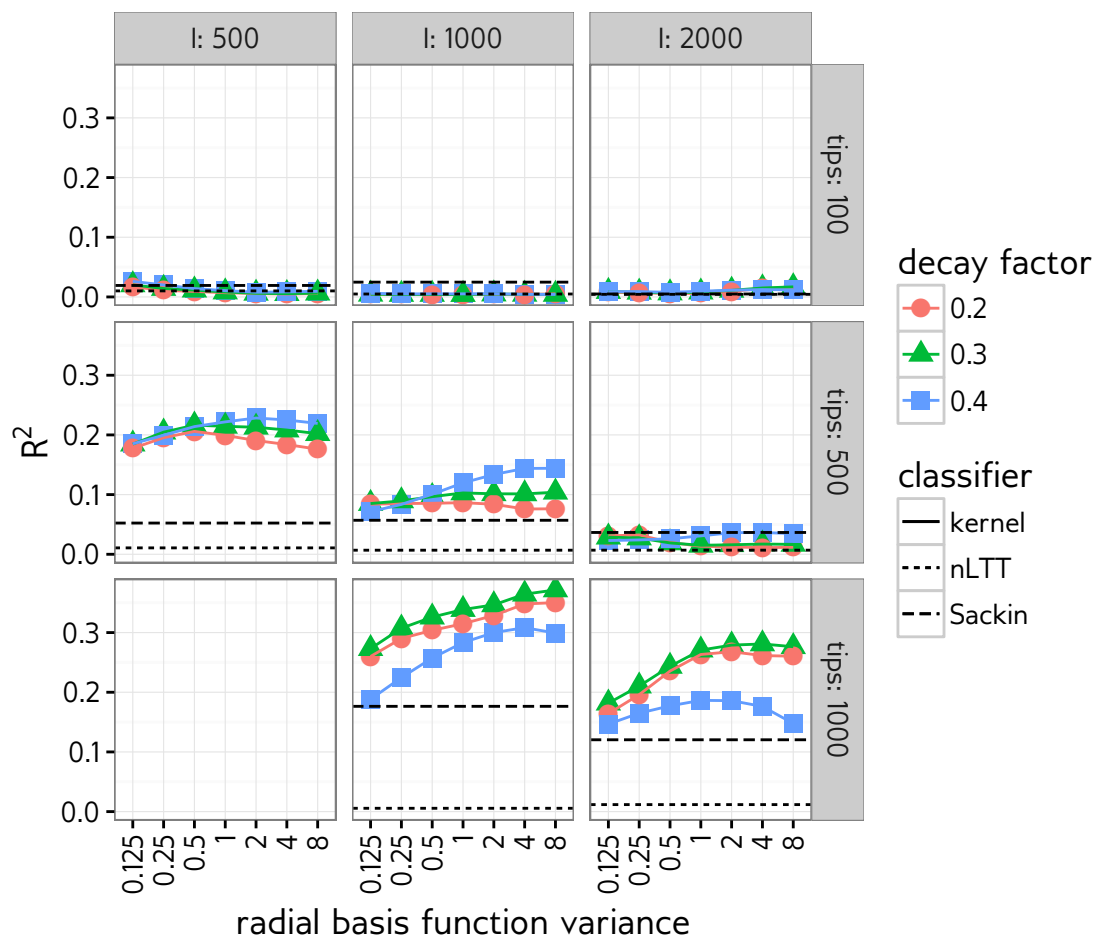 I: 500
I: 1000
I: 2000
0.3
0.2
0.1
0.0
tips: 100
0.3
0.2
0.1
0.0
tips: 500
0.3
0.2
0.1
0.0
tips: 1000
R²
0.125
0.25
0.5
1
2
4
8
0.125
0.25
0.5
1
2
4
8
0.125
0.25
0.5
1
2
4
8
radial basis function variance
decay factor
0.2
0.3
0.4
classifier
kernel
nLTT
Sackin